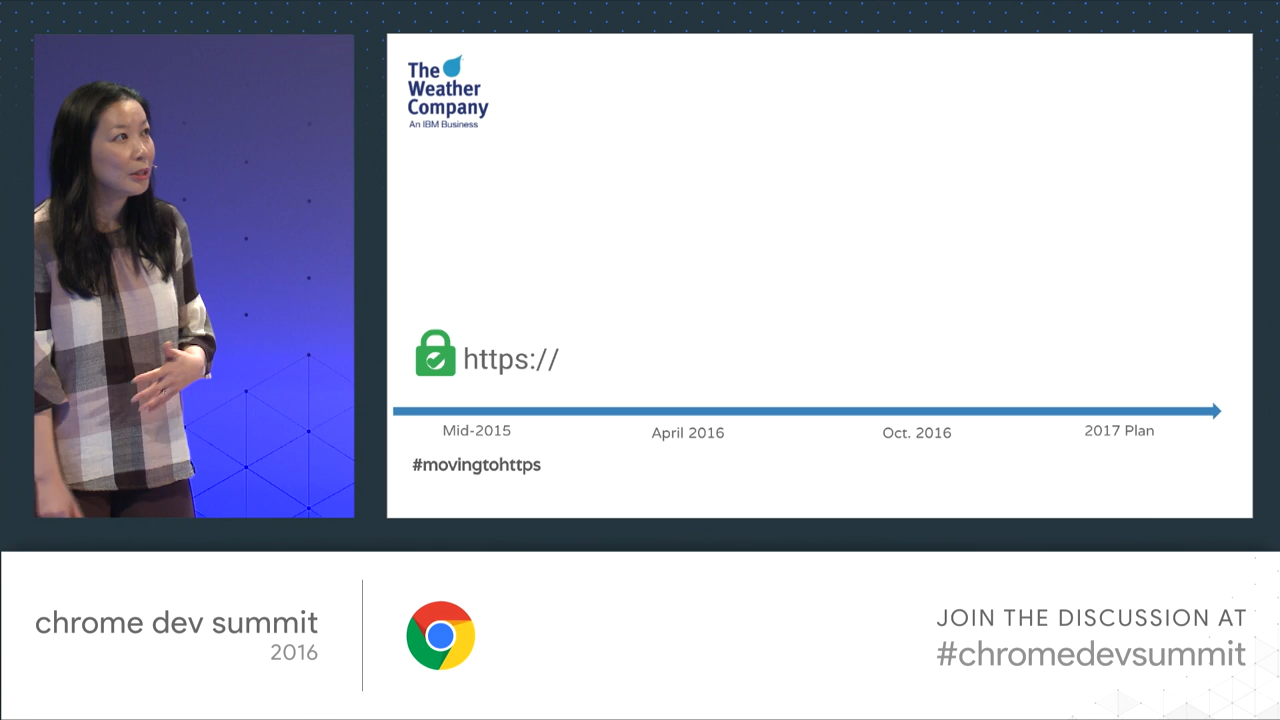 The
Weather
Company
An IBM Business
https://
Mid-2015
April 2016
Oct. 2016
2017 Plan
#movingtohttps
chrome dev summit
2016
JOIN THE DISCUSSION AT
#chromedevsummit